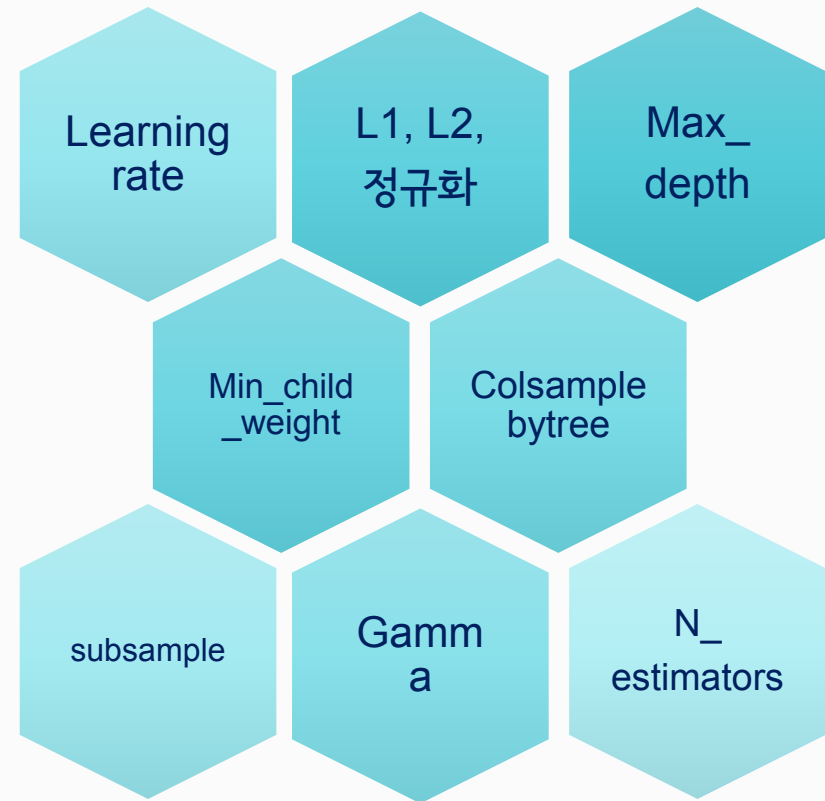 Learning
rate
L1, L2,
정규화
Max_
depth
Min_child
_weight
Colsample
bytree
subsample
Gamm
a
N_
estimators